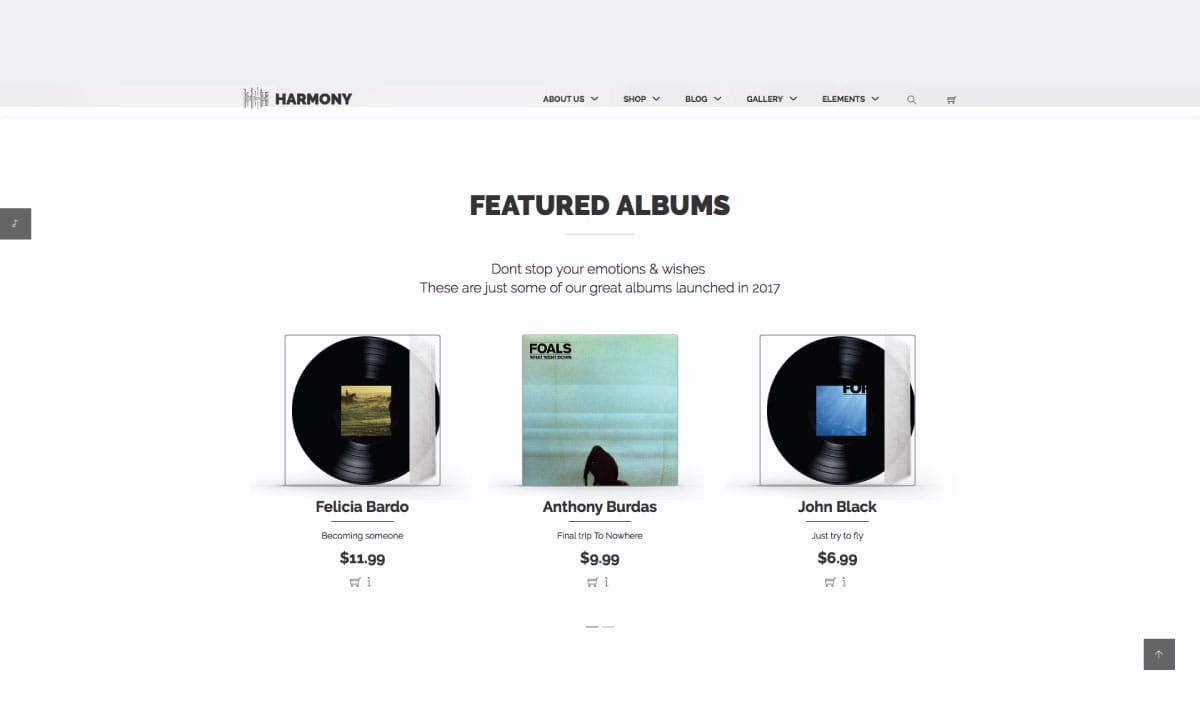 HARMONY
ABOUT US
SHOP
BLOG
GALLERY
ELEMENTS
FEATURED ALBUMS
Dont stop your emotions & wishes
These are just some of our great albums launched in 2017
FOALS
WHAT WENT DOWN
FOR
Felicia Bardo
Anthony Burdas
John Black
Becoming someone
Final trip To Nowhere
Just try to fly
$11.99
$9.99
$6.99